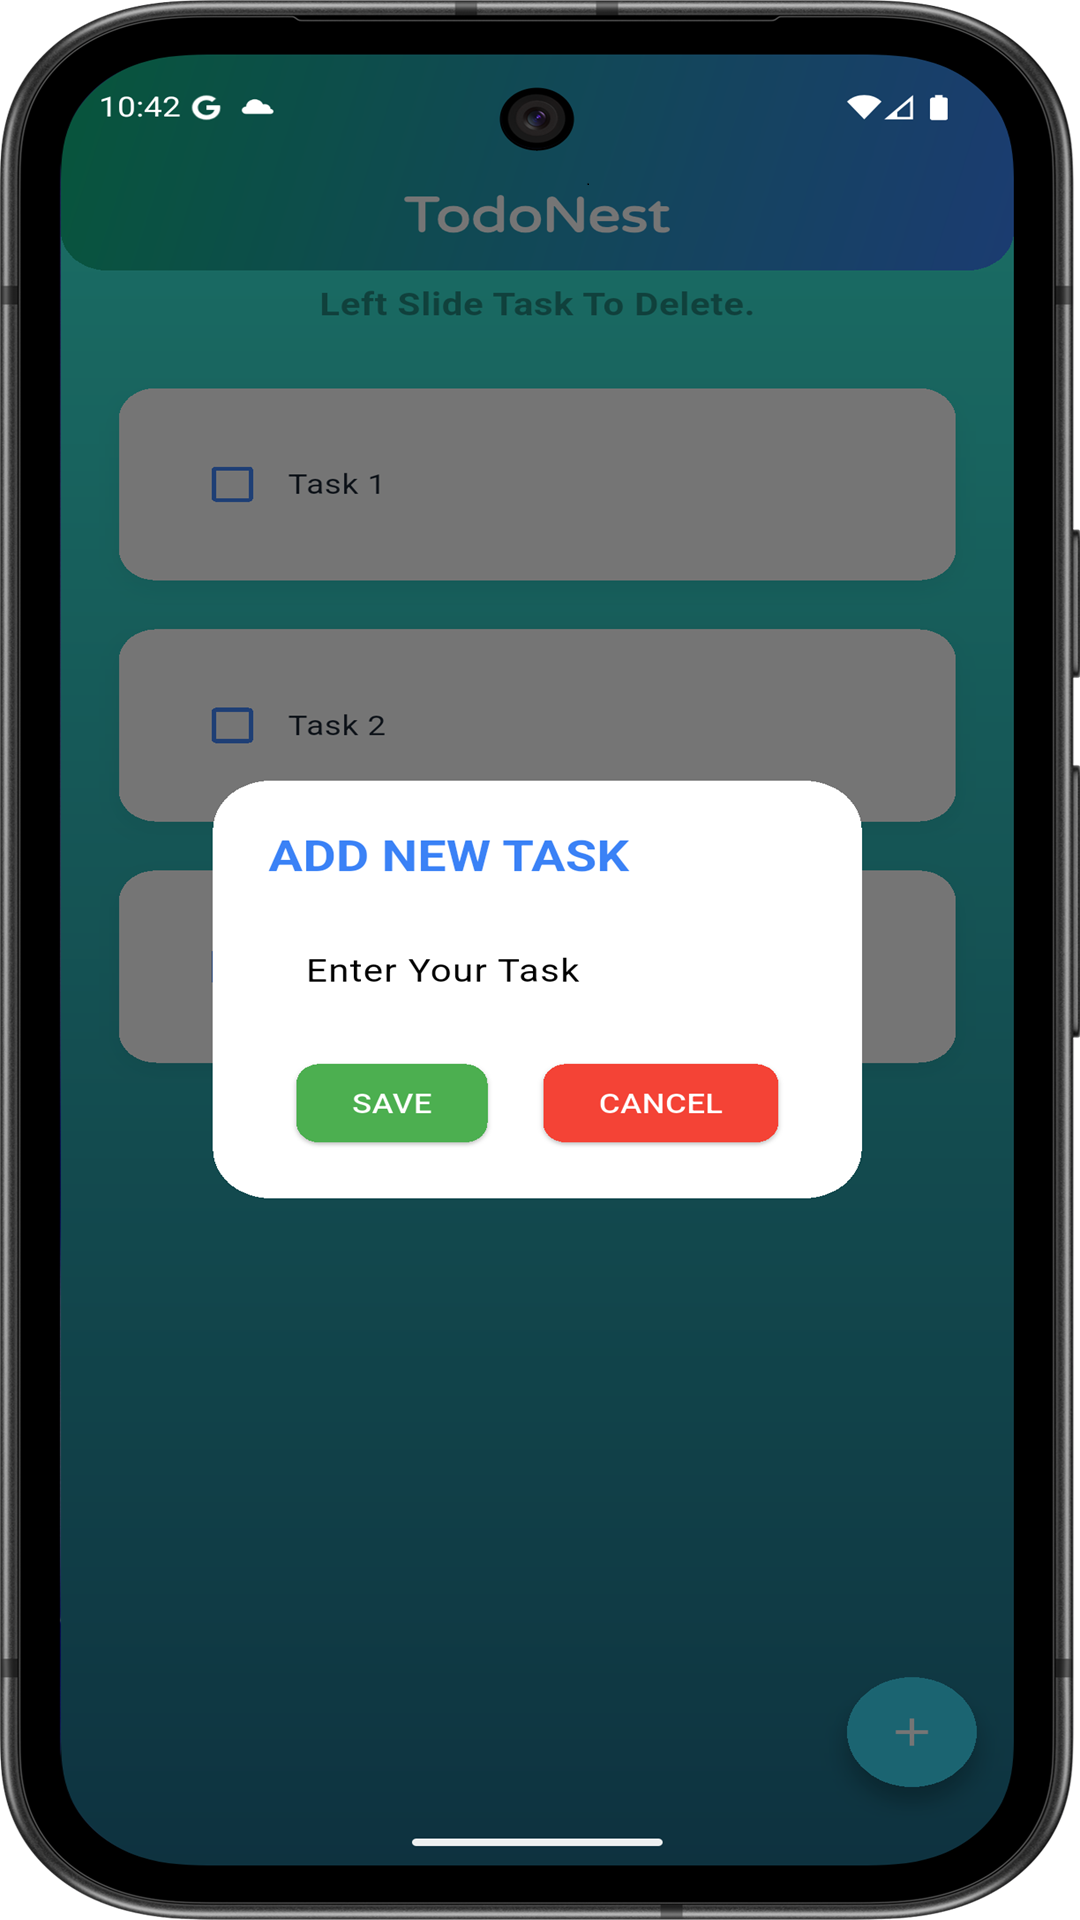 10:42
TodoNest
Left Slide Task To Delete.
Task 1
Task 2
ADD NEW TASK
Enter Your Task
SAVE CANCEL
+